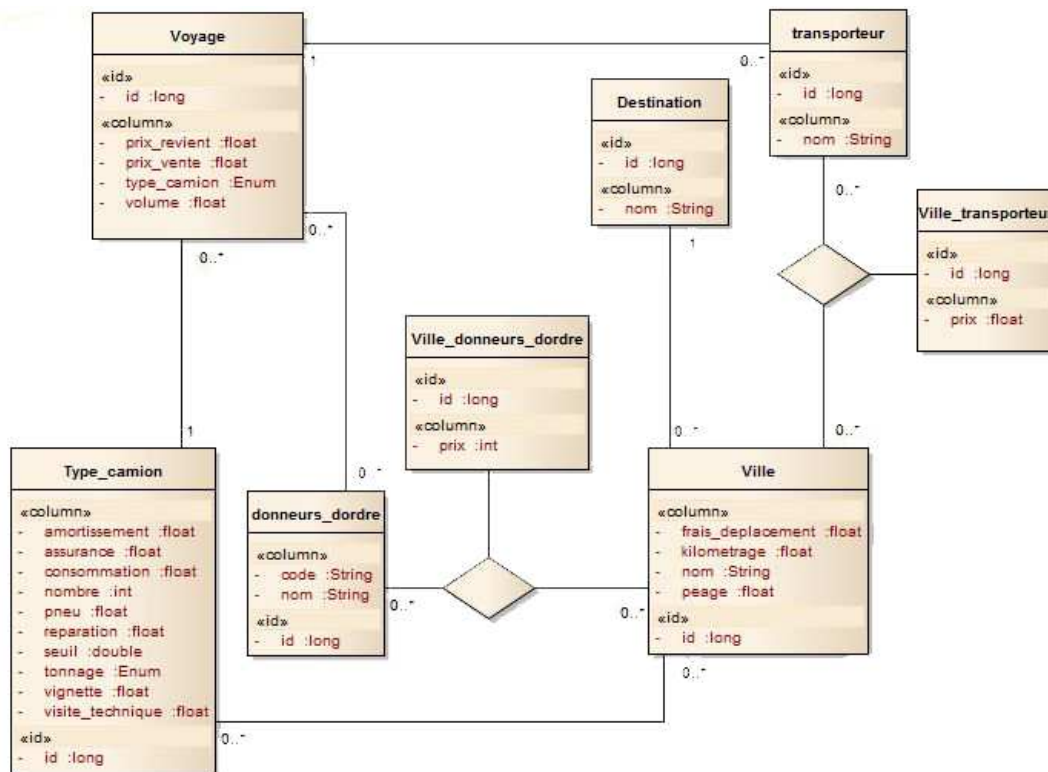 Voyage
«id»
- id :long
«column»
- prix_revient :float
- prix_vente :float
- type_camion :Enum
- volume :float
1
0..*
transporteur
«id»
- id :long
«column»
- nom :String
Destination
«id»
- id :long
«column»
- nom :String
0..*
0..*
0..*
1
Ville_transporteur
«id»
- id :long
«column»
- prix :float
Ville_donneurs_dordre
«id»
- id :long
«column»
- prix :int
1
0..*
0..*
0..*
Type_camion
«column»
- amortissement :float
- assurance :float
- consommation :float
- nombre :int
- pneu :float
- reparation :float
- seuil :double
- tonnage :Enum
- vignette :float
- visite_technique :float
«id»
- id :long
donneurs_dordre
«column»
- code :String
- nom :String
«id»
- id :long
0..*
0..*
Ville
«column»
- frais_deplacement :float
- kilometrage :float
- nom :String
- peage :float
«id»
- id :long
0..*
0..*